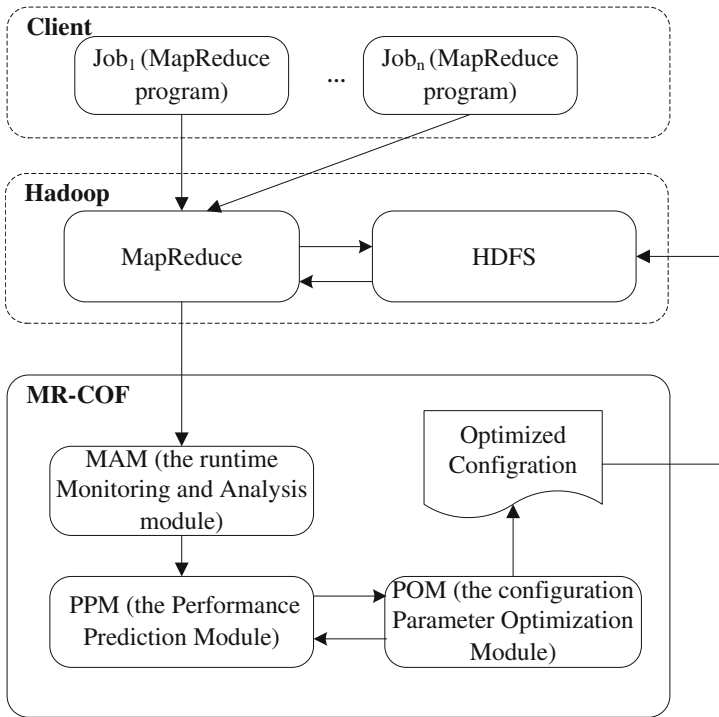 Client
Job₁ (MapReduce
program)
...
Jobₙ (MapReduce
program)
Hadoop
MapReduce
HDFS
MR-COF
MAM (the runtime
Monitoring and Analysis
module)
Optimized
Configration
PPM (the Performance
Prediction Module)
POM (the configuration
Parameter Optimization
Module)